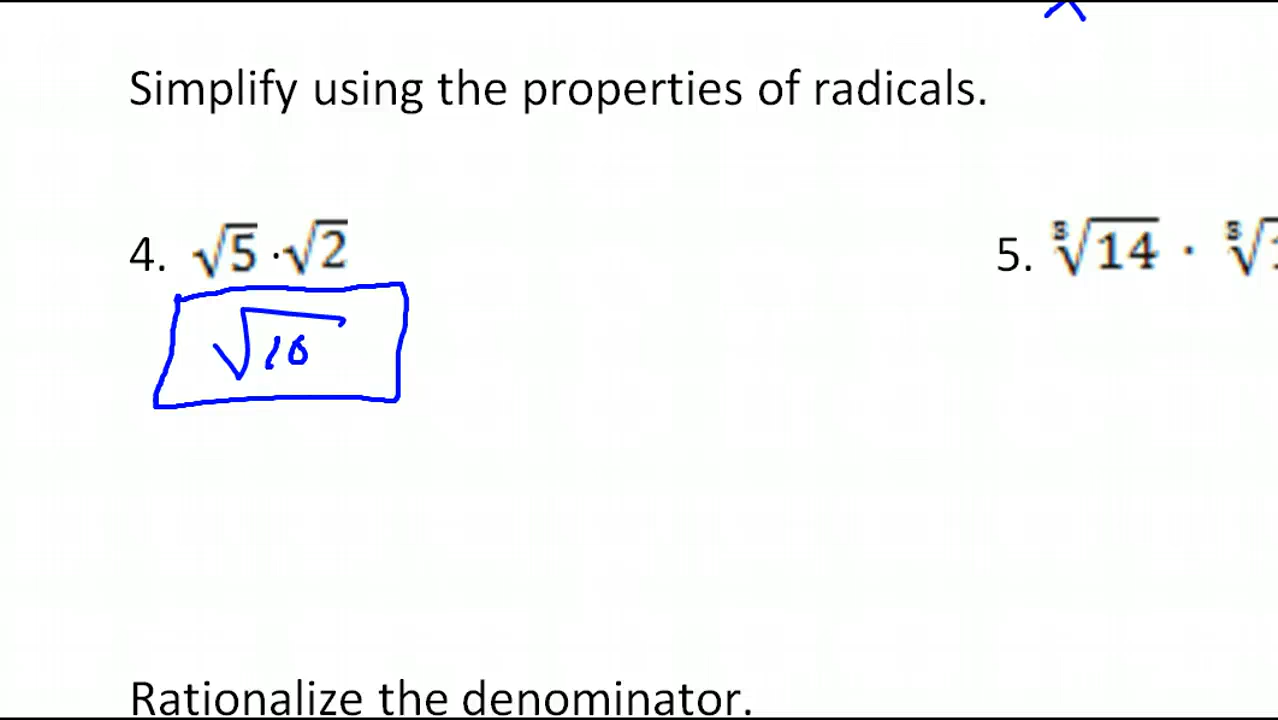 Simplify using the properties of radicals.
4. √5 · √2
5. ∛14 · ∛
√10
Rationalize the denominator.